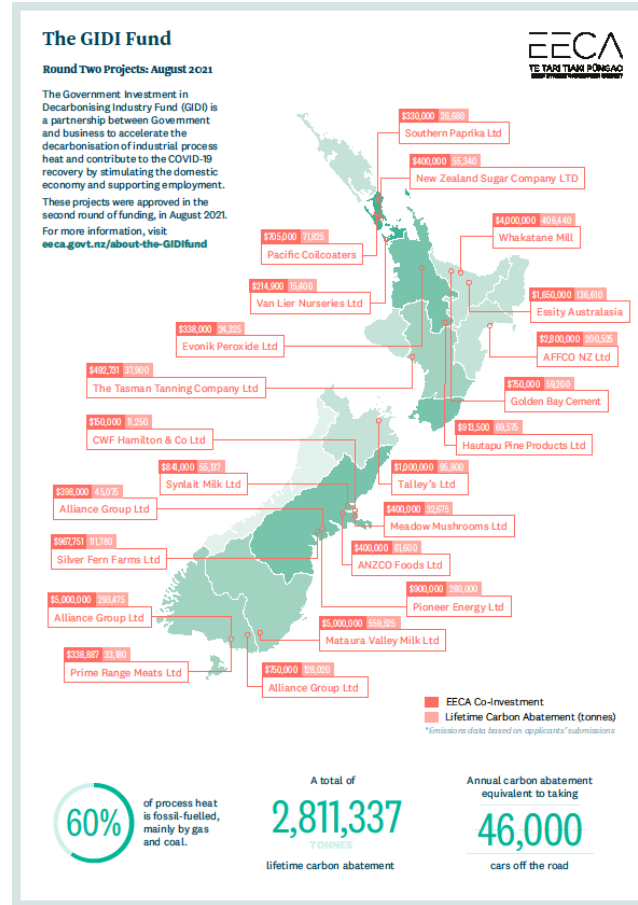 The GIDI Fund
EECA
TE TARI TIAKI PŪNGAO
Round Two Projects: August 2021
The Government Investment in
Decarbonising Industry Fund (GIDI) is
a partnership between Government
and business to accelerate the
decarbonisation of industrial process
heat and contribute to the COVID-19
recovery by stimulating the domestic
economy and supporting employment.
These projects were approved in the
second round of funding, in August 2021.
For more information, visit
eeca.govt.nz/about-the-GIDIfund
$330,000 26,680
Southern Paprika Ltd
$400,000 55,340
New Zealand Sugar Company LTD
$705,000 71,825
Pacific Coilcoaters
$4,000,000 406,440
Whakatane Mill
$214,900 15,400
Van Lier Nurseries Ltd
$1,650,000 136,610
Essity Australasia
$338,000 24,325
Evonik Peroxide Ltd
$2,800,000 200,525
AFFCO NZ Ltd
$492,731 37,900
The Tasman Tanning Company Ltd
$750,000 59,200
Golden Bay Cement
$150,000 11,250
CWF Hamilton & Co Ltd
$913,500 69,575
Hautapu Pine Products Ltd
$841,000 55,137
Synlait Milk Ltd
$1,000,000 95,800
Talley's Ltd
$398,000 45,075
Alliance Group Ltd
$400,000 32,675
Meadow Mushrooms Ltd
$967,751 111,780
Silver Fern Farms Ltd
$400,000 61,600
ANZCO Foods Ltd
$900,000 280,000
Pioneer Energy Ltd
$5,000,000 293,475
Alliance Group Ltd
$5,000,000 559,525
Mataura Valley Milk Ltd
$338,887 33,180
Prime Range Meats Ltd
$750,000 128,020
Alliance Group Ltd
EECA Co-Investment
Lifetime Carbon Abatement (tonnes)
*Emissions data based on applicants' submissions
60%
of process heat
is fossil-fuelled,
mainly by gas
and coal.
A total of
2,811,337
TONNES
lifetime carbon abatement
Annual carbon abatement
equivalent to taking
46,000
cars off the road